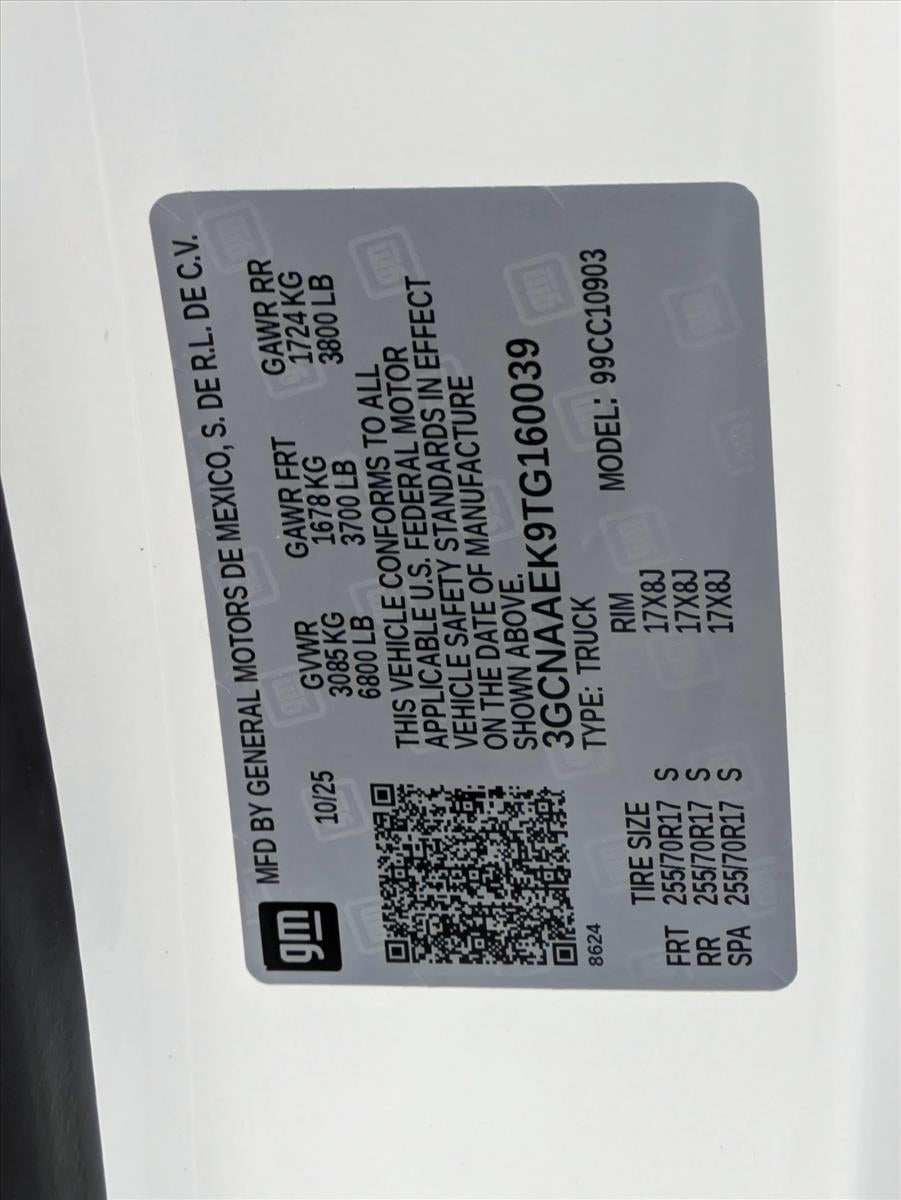 gm
MFD BY GENERAL MOTORS DE MEXICO, S. DE R.L. DE C.V.
10/25 GVWR GAWR FRT GAWR RR
3085 KG 1678 KG 1724 KG
6800 LB 3700 LB 3800 LB
THIS VEHICLE CONFORMS TO ALL
APPLICABLE U.S. FEDERAL MOTOR
VEHICLE SAFETY STANDARDS IN EFFECT
ON THE DATE OF MANUFACTURE
SHOWN ABOVE.
3GCNAAEK9TG160039
8624 TYPE: TRUCK MODEL: 99CC10903
TIRE SIZE RIM
FRT 255/70R17 S 17X8J
RR 255/70R17 S 17X8J
SPA 255/70R17 S 17X8J